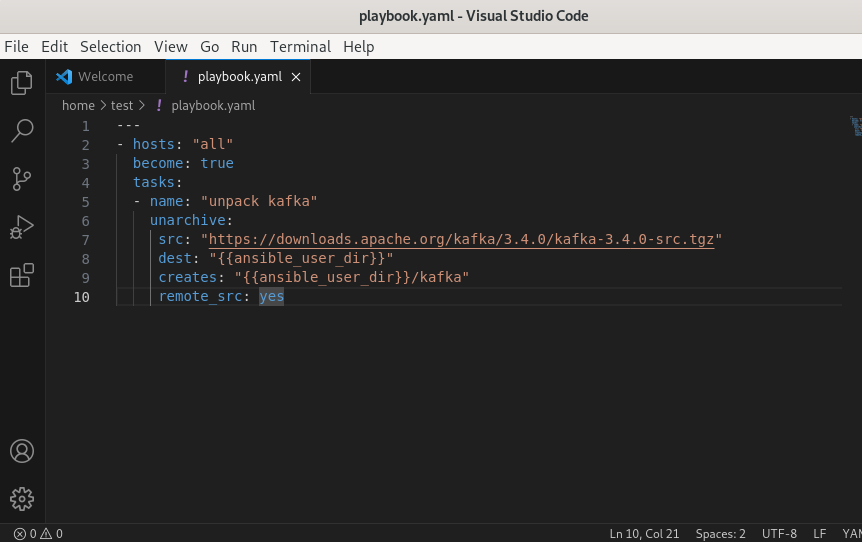 playbook.yaml - Visual Studio Code
File Edit Selection View Go Run Terminal Help
Welcome ! playbook.yaml ×
home > test > ! playbook.yaml
1 ---
2 - hosts: "all"
3 become: true
4 tasks:
5 - name: "unpack kafka"
6 unarchive:
7 src: "https://downloads.apache.org/kafka/3.4.0/kafka-3.4.0-src.tgz"
8 dest: "{{ansible_user_dir}}"
9 creates: "{{ansible_user_dir}}/kafka"
10 remote_src: yes
0 0 Ln 10, Col 21 Spaces: 2 UTF-8 LF YAM